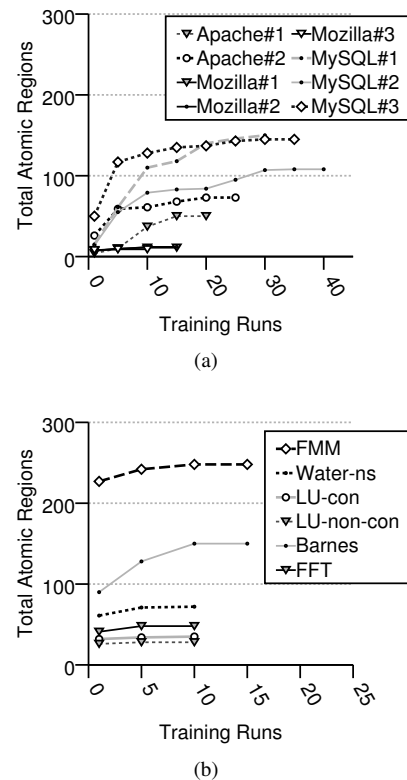 300
200
100
0
Total Atomic Regions
Apache#1
Mozilla#3
Apache#2
MySQL#1
Mozilla#1
MySQL#2
Mozilla#2
MySQL#3
0
10
20
30
40
Training Runs
(a)
300
200
100
0
Total Atomic Regions
FMM
Water-ns
LU-con
LU-non-con
Barnes
FFT
0
5
10
15
20
25
Training Runs
(b)